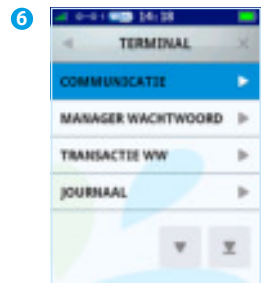 6
14:18
TERMINAL
COMMUNICATIE
MANAGER WACHTWOORD
TRANSACTIE WW
JOURNAAL